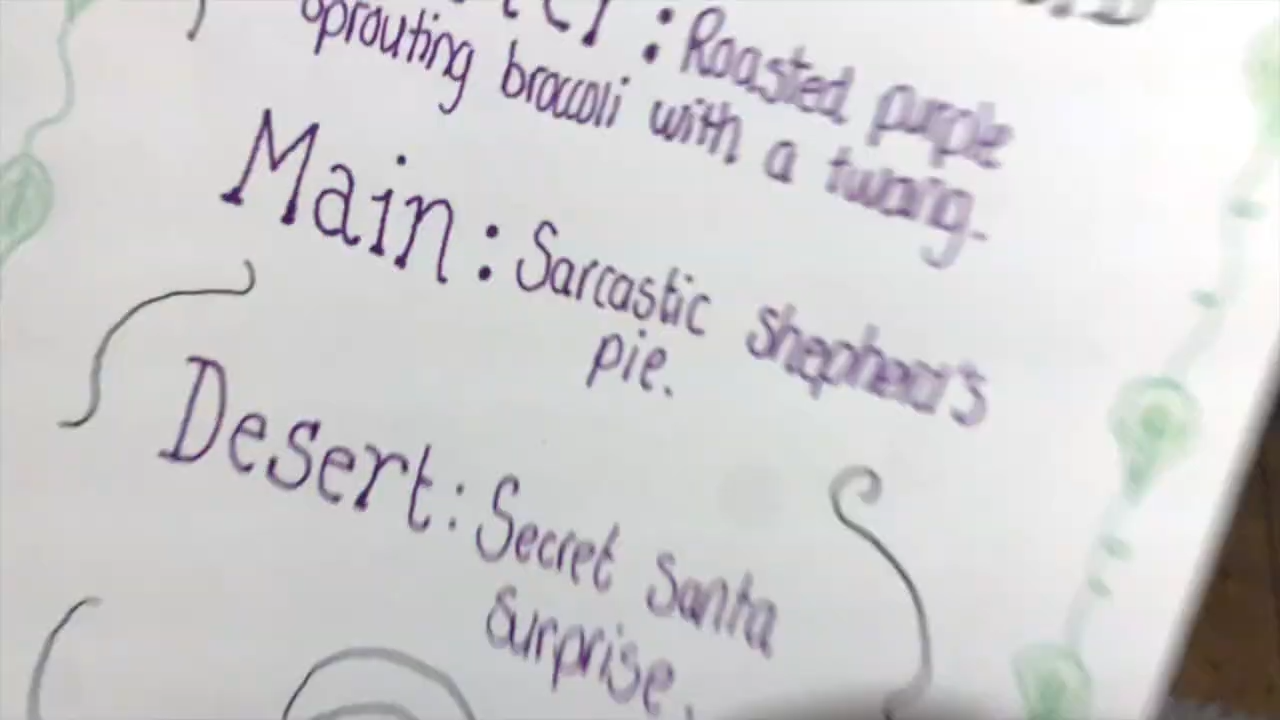 : Roasted purple
sprouting broccoli with a twang.
Main: Sarcastic shepherd's
pie.
Desert: Secret Santa
surprise.